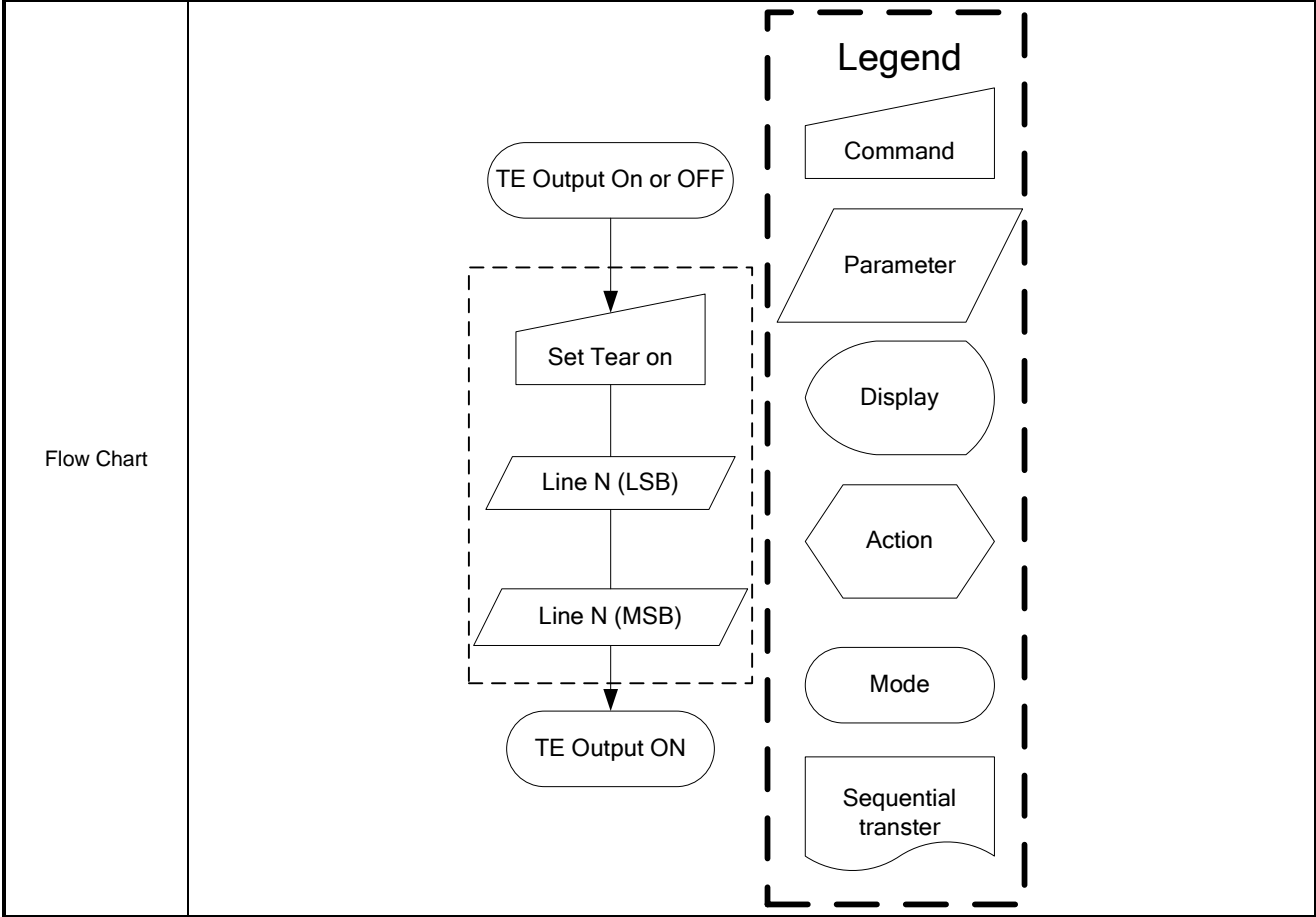 Flow Chart
TE Output On or OFF
Set Tear on
Line N (LSB)
Line N (MSB)
TE Output ON
Legend
Command
Parameter
Display
Action
Mode
Sequential
transter